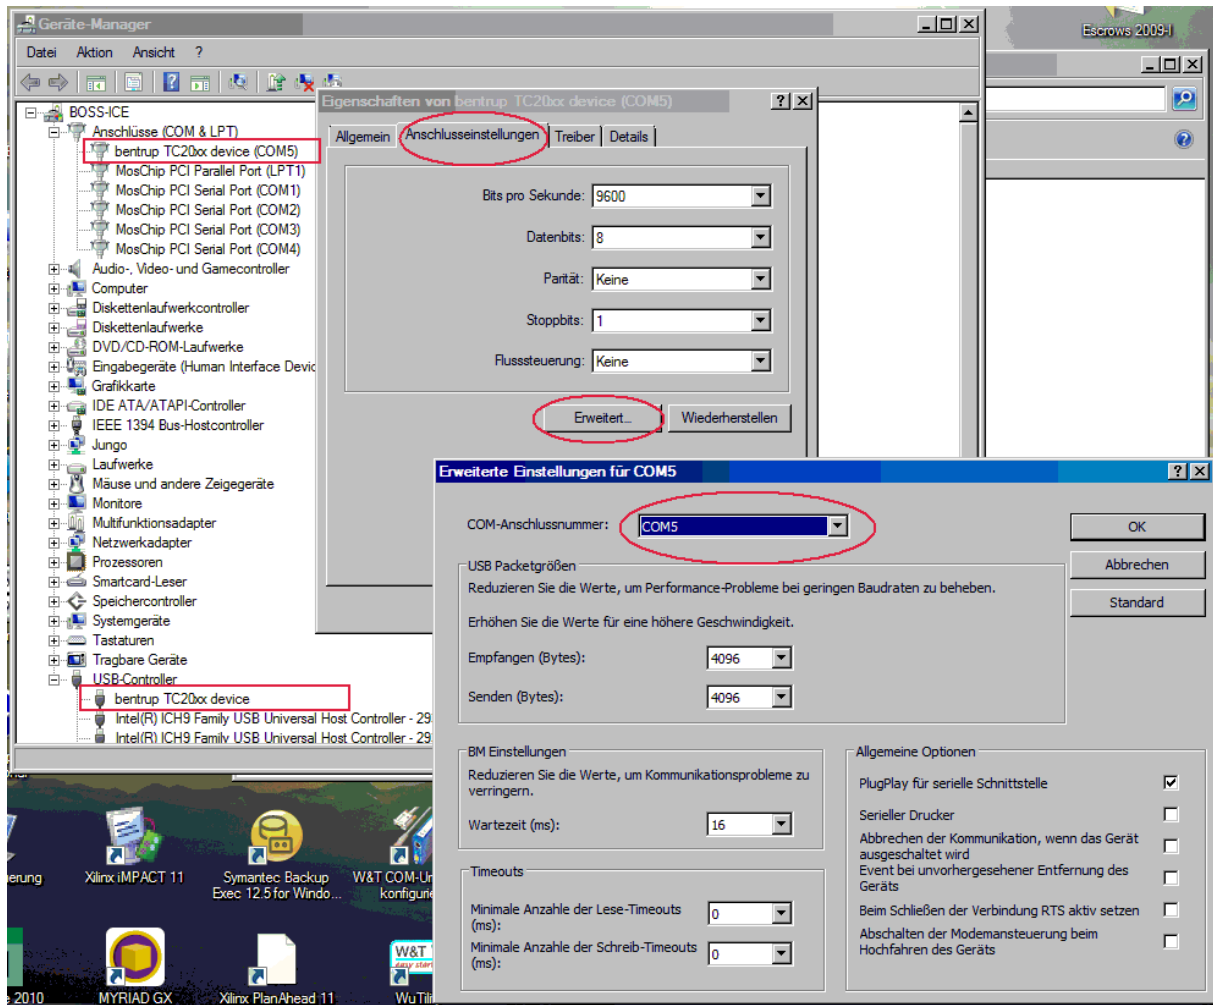 Geräte-Manager
Datei Aktion Ansicht ?
BOSS-ICE
Anschlüsse (COM & LPT)
bentrup TC20xx device (COM5)
MosChip PCI Parallel Port (LPT1)
MosChip PCI Serial Port (COM1)
MosChip PCI Serial Port (COM2)
MosChip PCI Serial Port (COM3)
MosChip PCI Serial Port (COM4)
Audio-, Video- und Gamecontroller
Computer
Diskettenlaufwerkcontroller
Diskettenlaufwerke
DVD/CD-ROM-Laufwerke
Eingabegeräte (Human Interface Devic
Grafikkarte
IDE ATA/ATAPI-Controller
IEEE 1394 Bus-Hostcontroller
Jungo
Laufwerke
Mäuse und andere Zeigegeräte
Monitore
Multifunktionsadapter
Netzwerkadapter
Prozessoren
Smartcard-Leser
Speichercontroller
Systemgeräte
Tastaturen
Tragbare Geräte
USB-Controller
bentrup TC20xx device
Intel(R) ICH9 Family USB Universal Host Controller - 29
Intel(R) ICH9 Family USB Universal Host Controller - 29
Eigenschaften von bentrup TC20xx device (COM5)
Allgemein Anschlusseinstellungen Treiber Details
Bits pro Sekunde: 9600
Datenbits: 8
Parität: Keine
Stoppbits: 1
Flusssteuerung: Keine
Erweitert... Wiederherstellen
Escrows 2009-I
Erweiterte Einstellungen für COM5
COM-Anschlussnummer: COM5
OK
Abbrechen
Standard
USB Packetgrößen
Reduzieren Sie die Werte, um Performance-Probleme bei geringen Baudraten zu beheben.
Erhöhen Sie die Werte für eine höhere Geschwindigkeit.
Empfangen (Bytes): 4096
Senden (Bytes): 4096
BM Einstellungen
Reduzieren Sie die Werte, um Kommunikationsprobleme zu
verringern.
Wartezeit (ms): 16
Timeouts
Minimale Anzahle der Lese-Timeouts
(ms): 0
Minimale Anzahle der Schreib-Timeouts
(ms): 0
Allgemeine Optionen
PlugPlay für serielle Schnittstelle
Serieller Drucker
Abbrechen der Kommunikation, wenn das Gerät
ausgeschaltet wird
Event bei unvorhergesehener Entfernung des
Geräts
Beim Schließen der Verbindung RTS aktiv setzen
Abschalten der Modemansteuerung beim
Hochfahren des Geräts
erung
Xilinx iMPACT 11
Symantec Backup
Exec 12.5 for Windo...
W&T COM-Um
konfigurie
2010
MYRIAD GX
Xilinx PlanAhead 11
W&T
easy start
WuTili